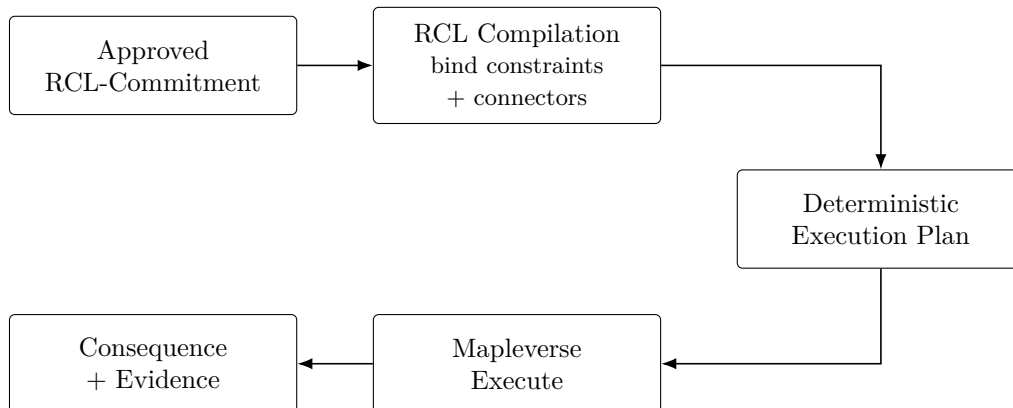 Approved
RCL-Commitment
RCL Compilation
bind constraints
+ connectors
Deterministic
Execution Plan
Mapleverse
Execute
Consequence
+ Evidence